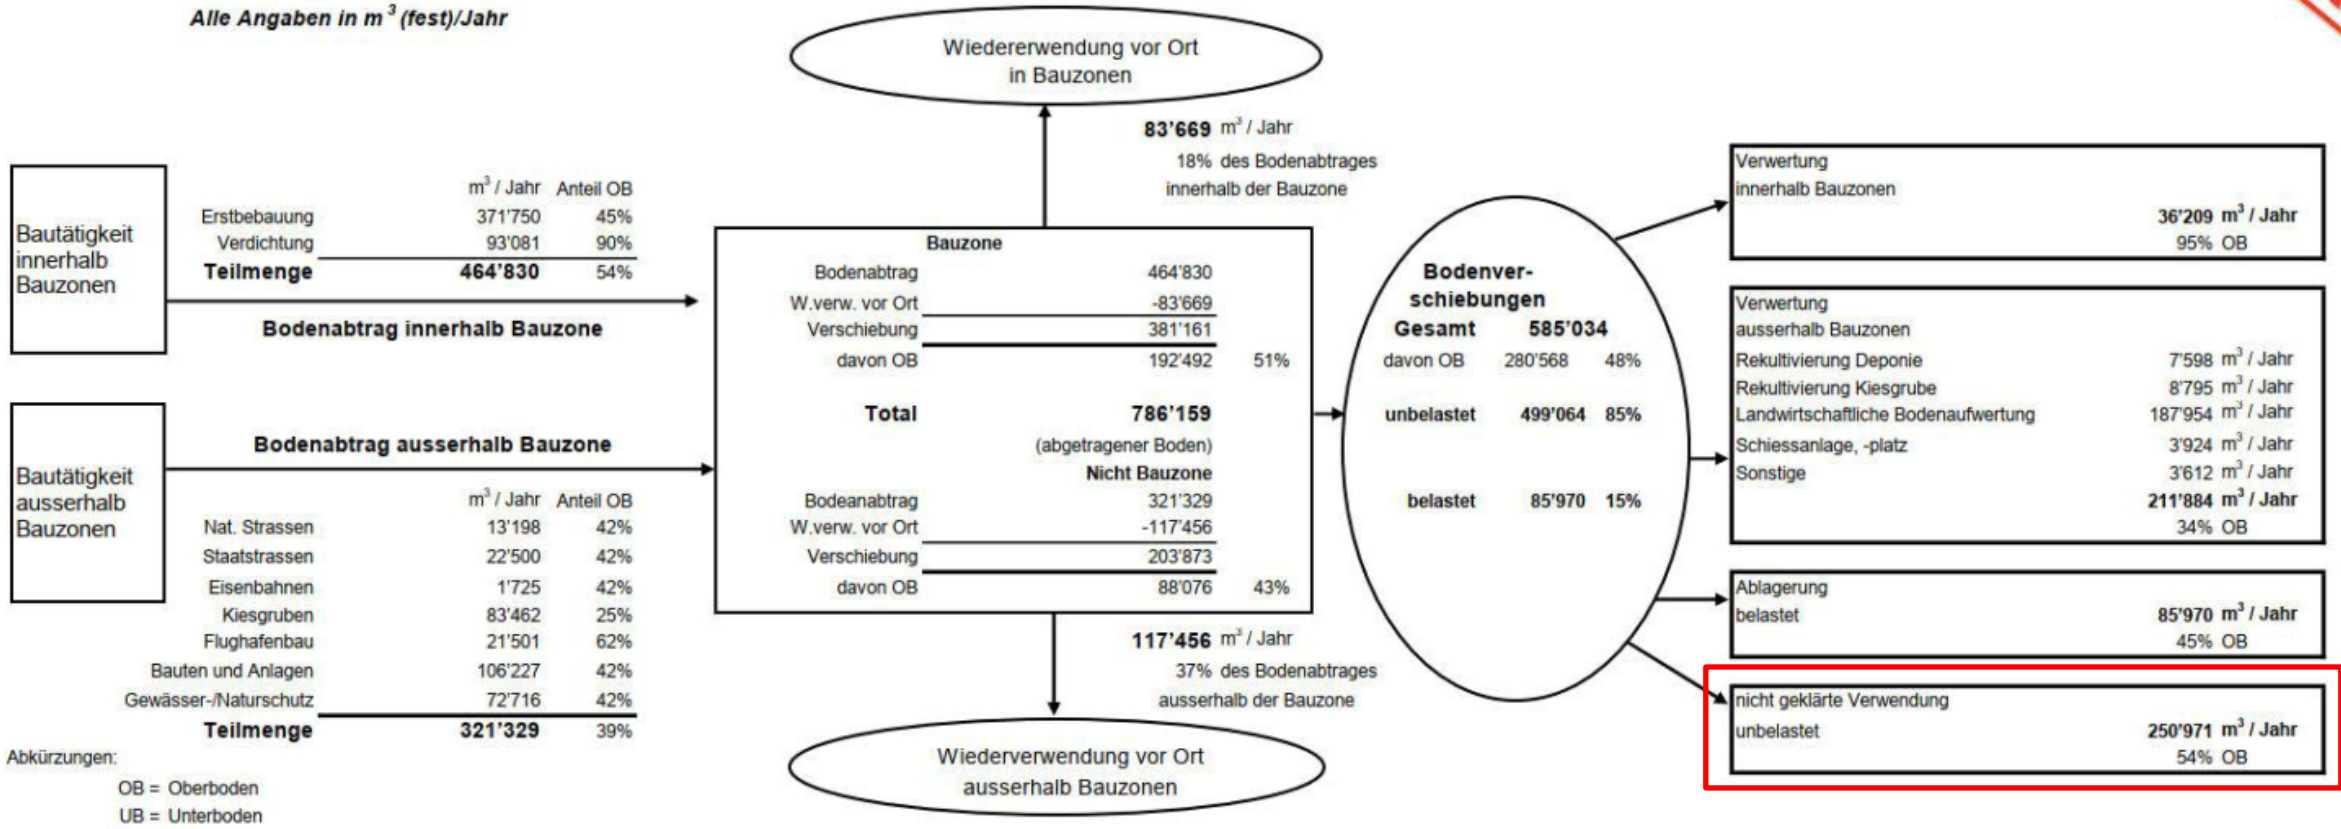 Alle Angaben in m³ (fest)/Jahr
Wiedererwendung vor Ort
in Bauzonen
83'669 m³ / Jahr
18% des Bodenabtrages
innerhalb der Bauzone
Bautätigkeit
innerhalb
Bauzonen
m³ / Jahr Anteil OB
Erstbebauung 371'750 45%
Verdichtung 93'081 90%
Teilmenge 464'830 54%
Bodenabtrag innerhalb Bauzone
Bodenabtrag ausserhalb Bauzone
Bautätigkeit
ausserhalb
Bauzonen
m³ / Jahr Anteil OB
Nat. Strassen 13'198 42%
Staatstrassen 22'500 42%
Eisenbahnen 1'725 42%
Kiesgruben 83'462 25%
Flughafenbau 21'501 62%
Bauten und Anlagen 106'227 42%
Gewässer-/Naturschutz 72'716 42%
Teilmenge 321'329 39%
Abkürzungen:
OB = Oberboden
UB = Unterboden
Bauzone
Bodenabtrag 464'830
W.verw. vor Ort -83'669
Verschiebung 381'161
davon OB 192'492 51%
Total 786'159
(abgetragener Boden)
Nicht Bauzone
Bodeanabtrag 321'329
W.verw. vor Ort -117'456
Verschiebung 203'873
davon OB 88'076 43%
117'456 m³ / Jahr
37% des Bodenabtrages
ausserhalb der Bauzone
Wiederverwendung vor Ort
ausserhalb Bauzonen
Bodenver-
schiebungen
Gesamt 585'034
davon OB 280'568 48%
unbelastet 499'064 85%
belastet 85'970 15%
Verwertung
innerhalb Bauzonen
36'209 m³ / Jahr
95% OB
Verwertung
ausserhalb Bauzonen
Rekultivierung Deponie 7'598 m³ / Jahr
Rekultivierung Kiesgrube 8'795 m³ / Jahr
Landwirtschaftliche Bodenaufwertung 187'954 m³ / Jahr
Schiessanlage, -platz 3'924 m³ / Jahr
Sonstige 3'612 m³ / Jahr
211'884 m³ / Jahr
34% OB
Ablagerung
belastet 85'970 m³ / Jahr
45% OB
nicht geklärte Verwendung
unbelastet 250'971 m³ / Jahr
54% OB